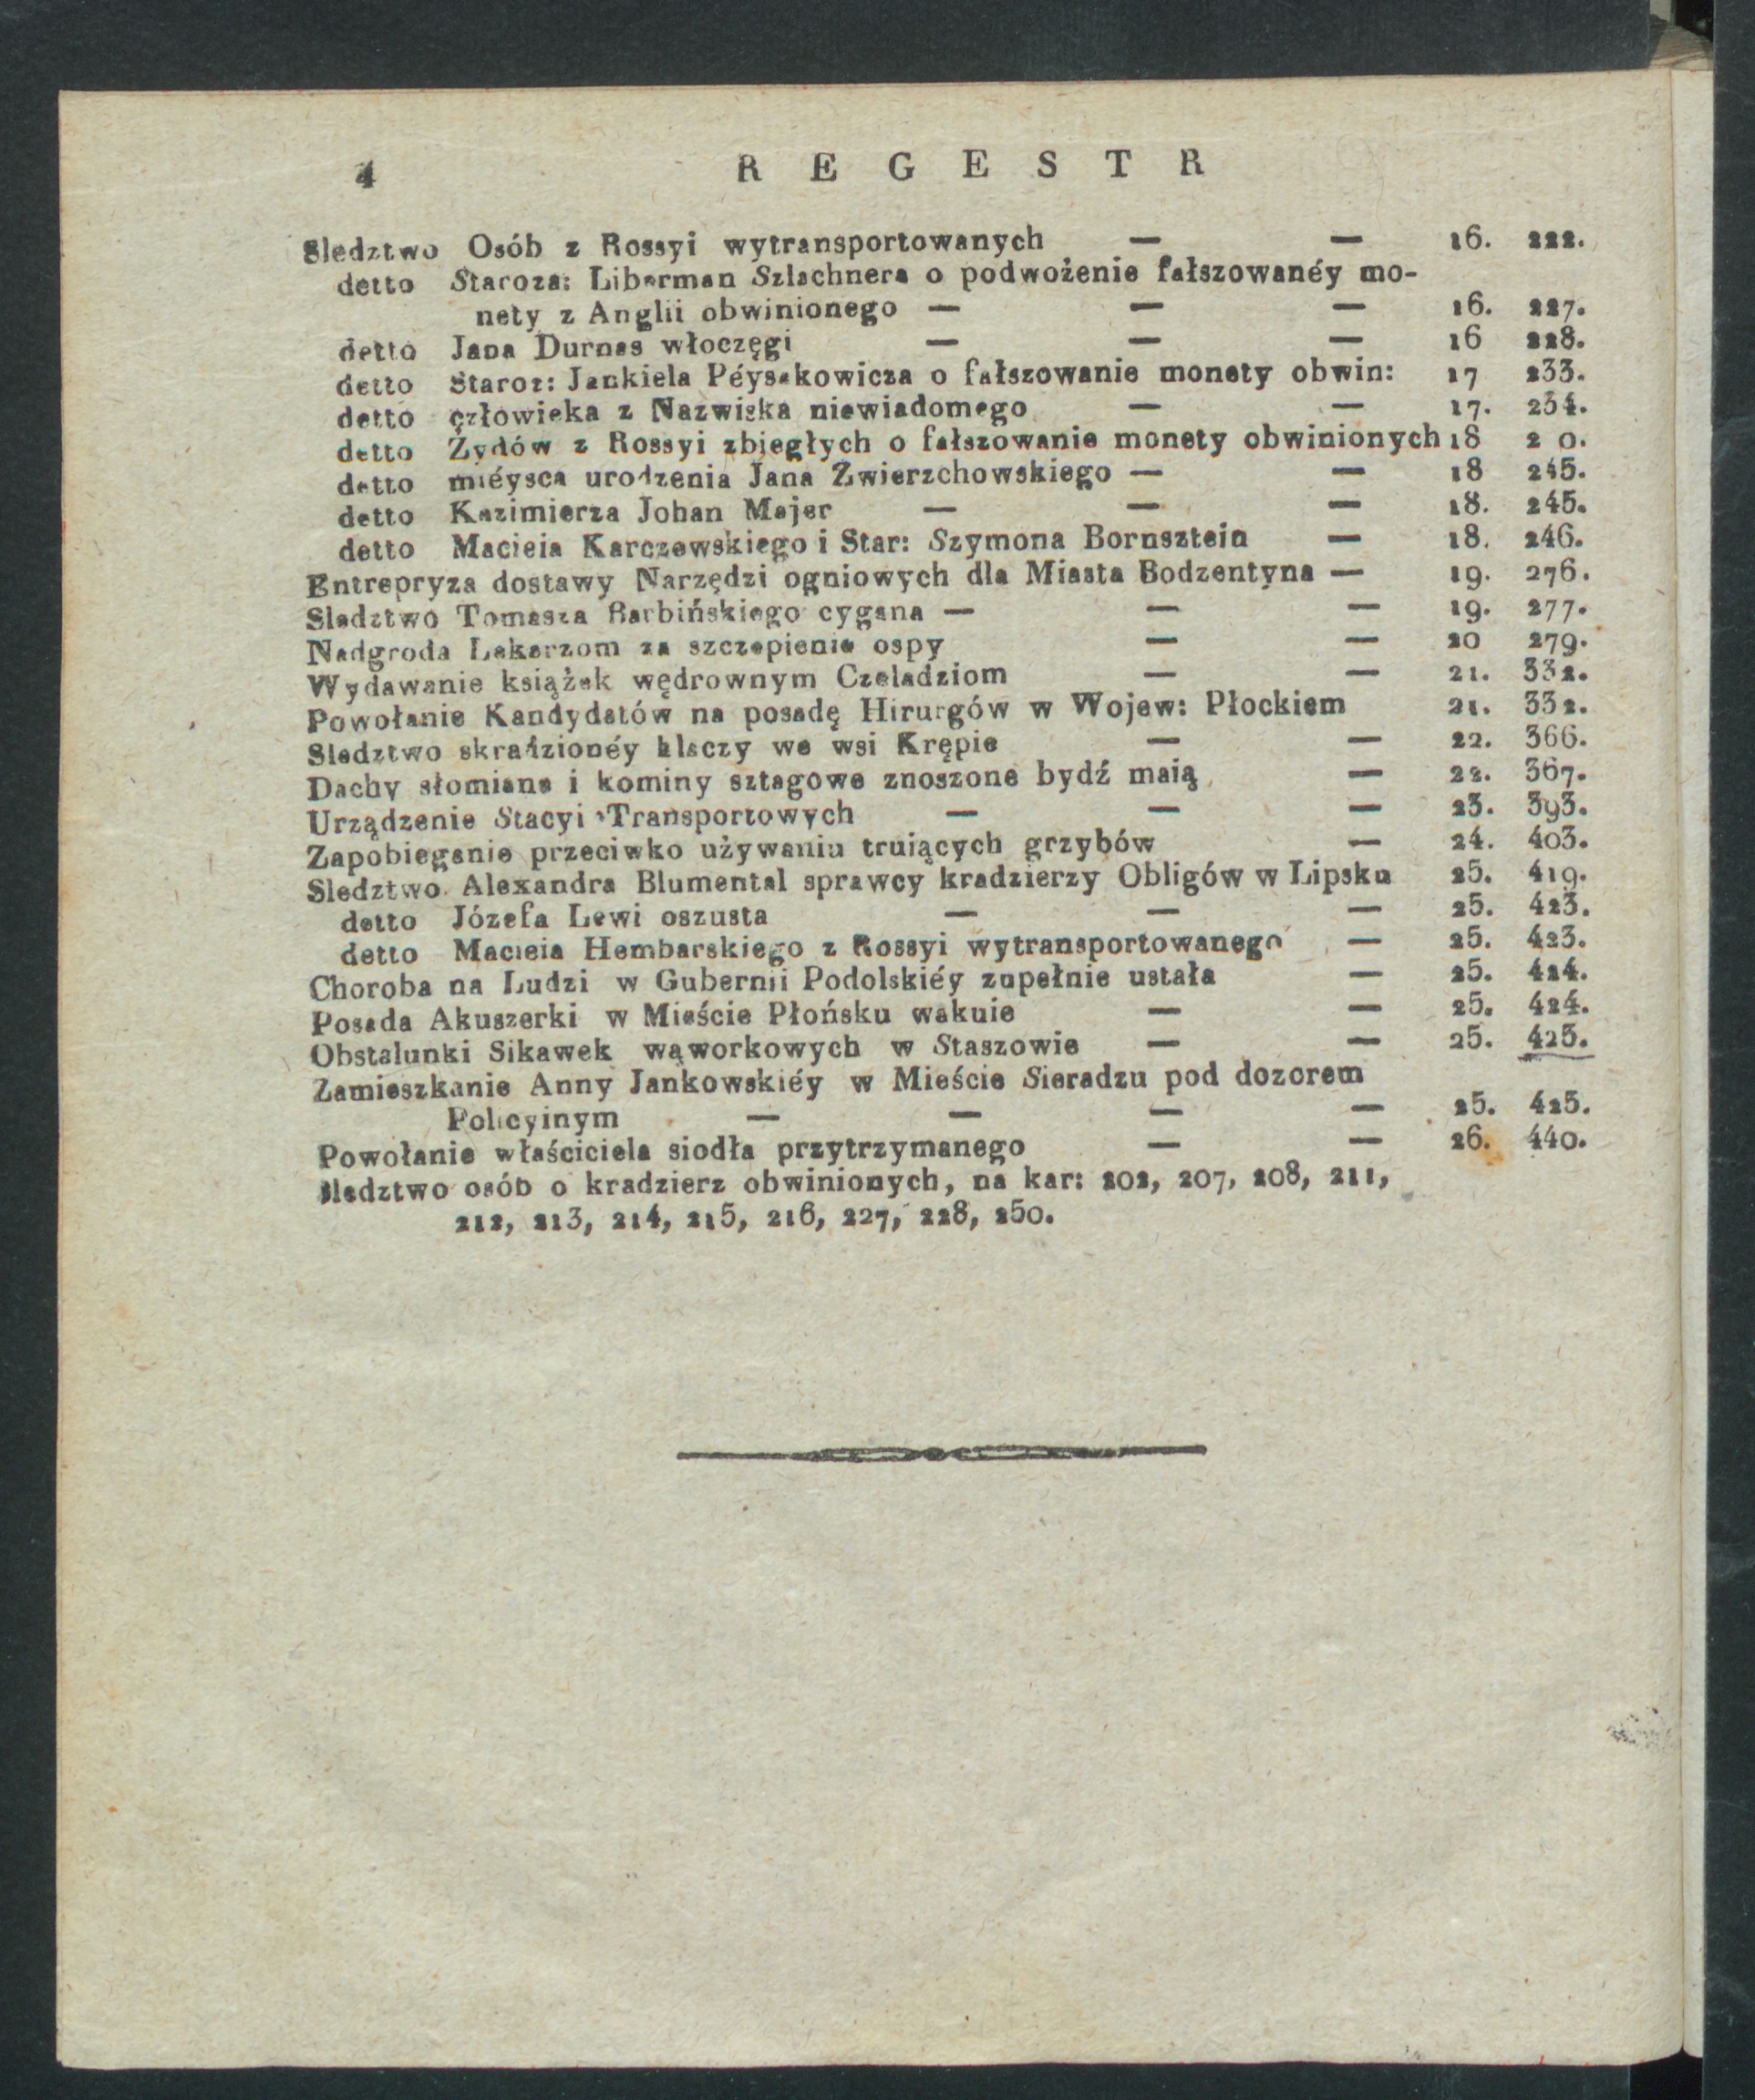 4 REGESTR
Sledztwo Osób z Rossyi wytransportowanych — — 16. 222.
detto Staroza: Liberman Szlachnera o podwożenie fałszowanéy mo-
nety z Anglii obwinionego — — — 16. 227.
detto Jana Durnas włoczęgi — — — 16 228.
detto Staroz: Jankiela Péysakowicza o fałszowanie monety obwin: 17 233.
detto człowieka z Nazwiska niewiadomego — — 17. 234.
detto Żydów z Rossyi zbiegłych o fałszowanie monety obwinionych 18 2 0.
detto miéysca urodzenia Jana Zwierzchowskiego — — 18 245.
detto Kazimierza Johan Majer — — — 18. 245.
detto Macieia Karczewskiego i Star: Szymona Bornsztein — 18. 246.
Entrepryza dostawy Narzędzi ogniowych dla Miasta Bodzentyna — 19. 276.
Sledztwo Tomasza Barbińskiego cygana — — — 19. 277.
Nadgroda Lekarzom za szczepienie ospy — — 20 279.
Wydawanie książek wędrownym Czeladziom — — 21. 332.
Powołanie Kandydatów na posadę Hirurgów w Wojew: Płockiem 21. 332.
Sledztwo skradzionéy klaczy we wsi Krępie — — 22. 366.
Dachy słomiane i kominy sztagowe znoszone bydź maią — 22. 367.
Urządzenie Stacyi Transportowych — — — 23. 393.
Zapobieganie przeciwko używaniu truiących grzybów — 24. 403.
Sledztwo Alexandra Blumental sprawcy kradzierzy Obligów w Lipsku 25. 419.
detto Józefa Lewi oszusta — — — 25. 423.
detto Macieia Hembarskiego z Rossyi wytransportowanego — 25. 423.
Choroba na Ludzi w Gubernii Podolskiéy zupełnie ustała — 25. 424.
Posada Akuszerki w Mieście Płońsku wakuie — — 25. 424.
Obstalunki Sikawek wąworkowych w Staszowie — — 25. 425.
Zamieszkanie Anny Jankowskiéy w Mieście Sieradzu pod dozorem
Policyinym — — — — 25. 425.
Powołanie właściciela siodła przytrzymanego — — 26. 440.
Sledztwo osób o kradzierz obwinionych, na kar: 202, 207, 208, 211,
212, 213, 214, 215, 216, 227, 228, 250.